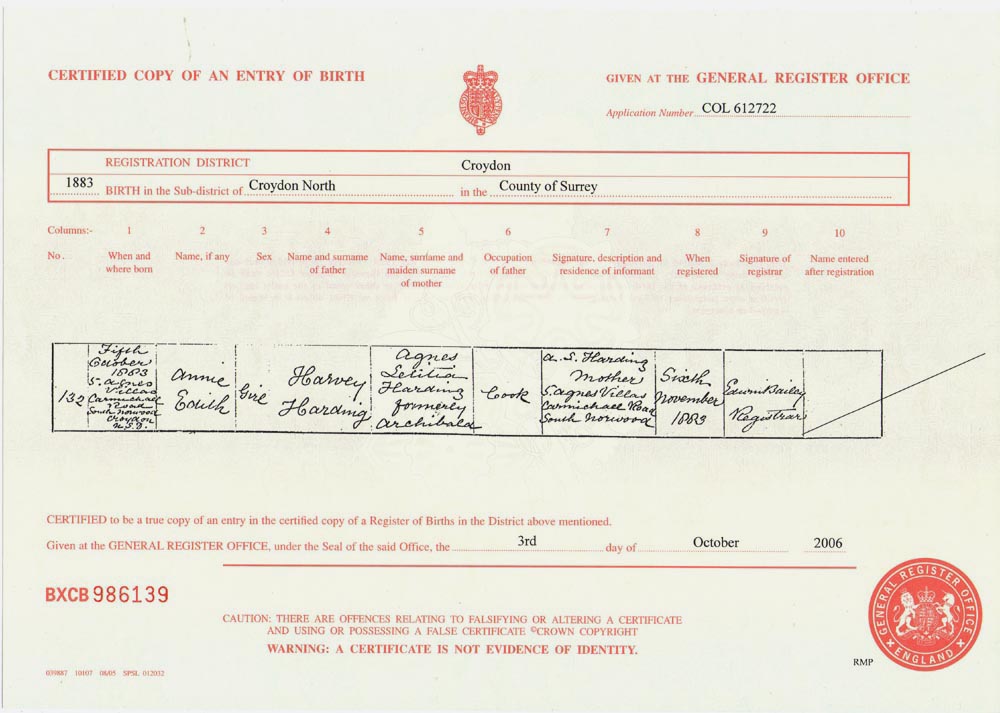 CERTIFIED COPY OF AN ENTRY OF BIRTH
GIVEN AT THE GENERAL REGISTER OFFICE
Application Number COL 612722
REGISTRATION DISTRICT Croydon
1883 BIRTH in the Sub-district of Croydon North in the County of Surrey
Columns:- 1 2 3 4 5 6 7 8 9 10
No. When and where born
Name, if any
Sex
Name and surname of father
Name, surname and maiden surname of mother
Occupation of father
Signature, description and residence of informant
When registered
Signature of registrar
Name entered after registration
132
Fifth
October
1883
5. Agnes
Villas
Carmichael
Road
South Norwood
Croydon
Annie
Edith
Girl
Harvey
Harding
Agnes
Letitia
Harding
formerly
Archibald
Cook
A. L. Harding
Mother
5. Agnes Villas
Carmichael Road
South Norwood
Sixth
November
1883
Edwin Bailey
Registrar
CERTIFIED to be a true copy of an entry in the certified copy of a Register of Births in the District above mentioned.
Given at the GENERAL REGISTER OFFICE, under the Seal of the said Office, the 3rd day of October 2006
BXCB 986139
CAUTION: THERE ARE OFFENCES RELATING TO FALSIFYING OR ALTERING A CERTIFICATE
AND USING OR POSSESSING A FALSE CERTIFICATE ©CROWN COPYRIGHT
WARNING: A CERTIFICATE IS NOT EVIDENCE OF IDENTITY.
GENERAL REGISTER OFFICE
ENGLAND
RMP
039887 10107 08/05 SPSL 012032